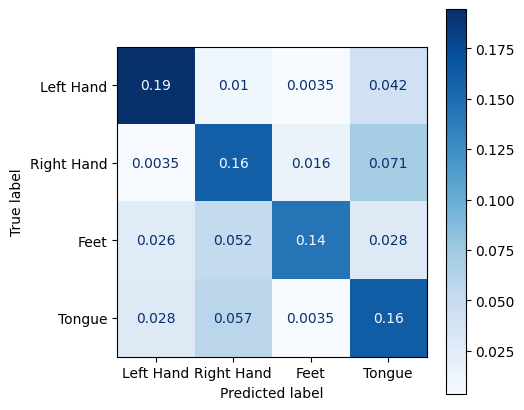 True label
Left Hand 0.19 0.01 0.0035 0.042
Right Hand 0.0035 0.16 0.016 0.071
Feet 0.026 0.052 0.14 0.028
Tongue 0.028 0.057 0.0035 0.16
Left Hand Right Hand Feet Tongue
Predicted label
0.175
0.150
0.125
0.100
0.075
0.050
0.025